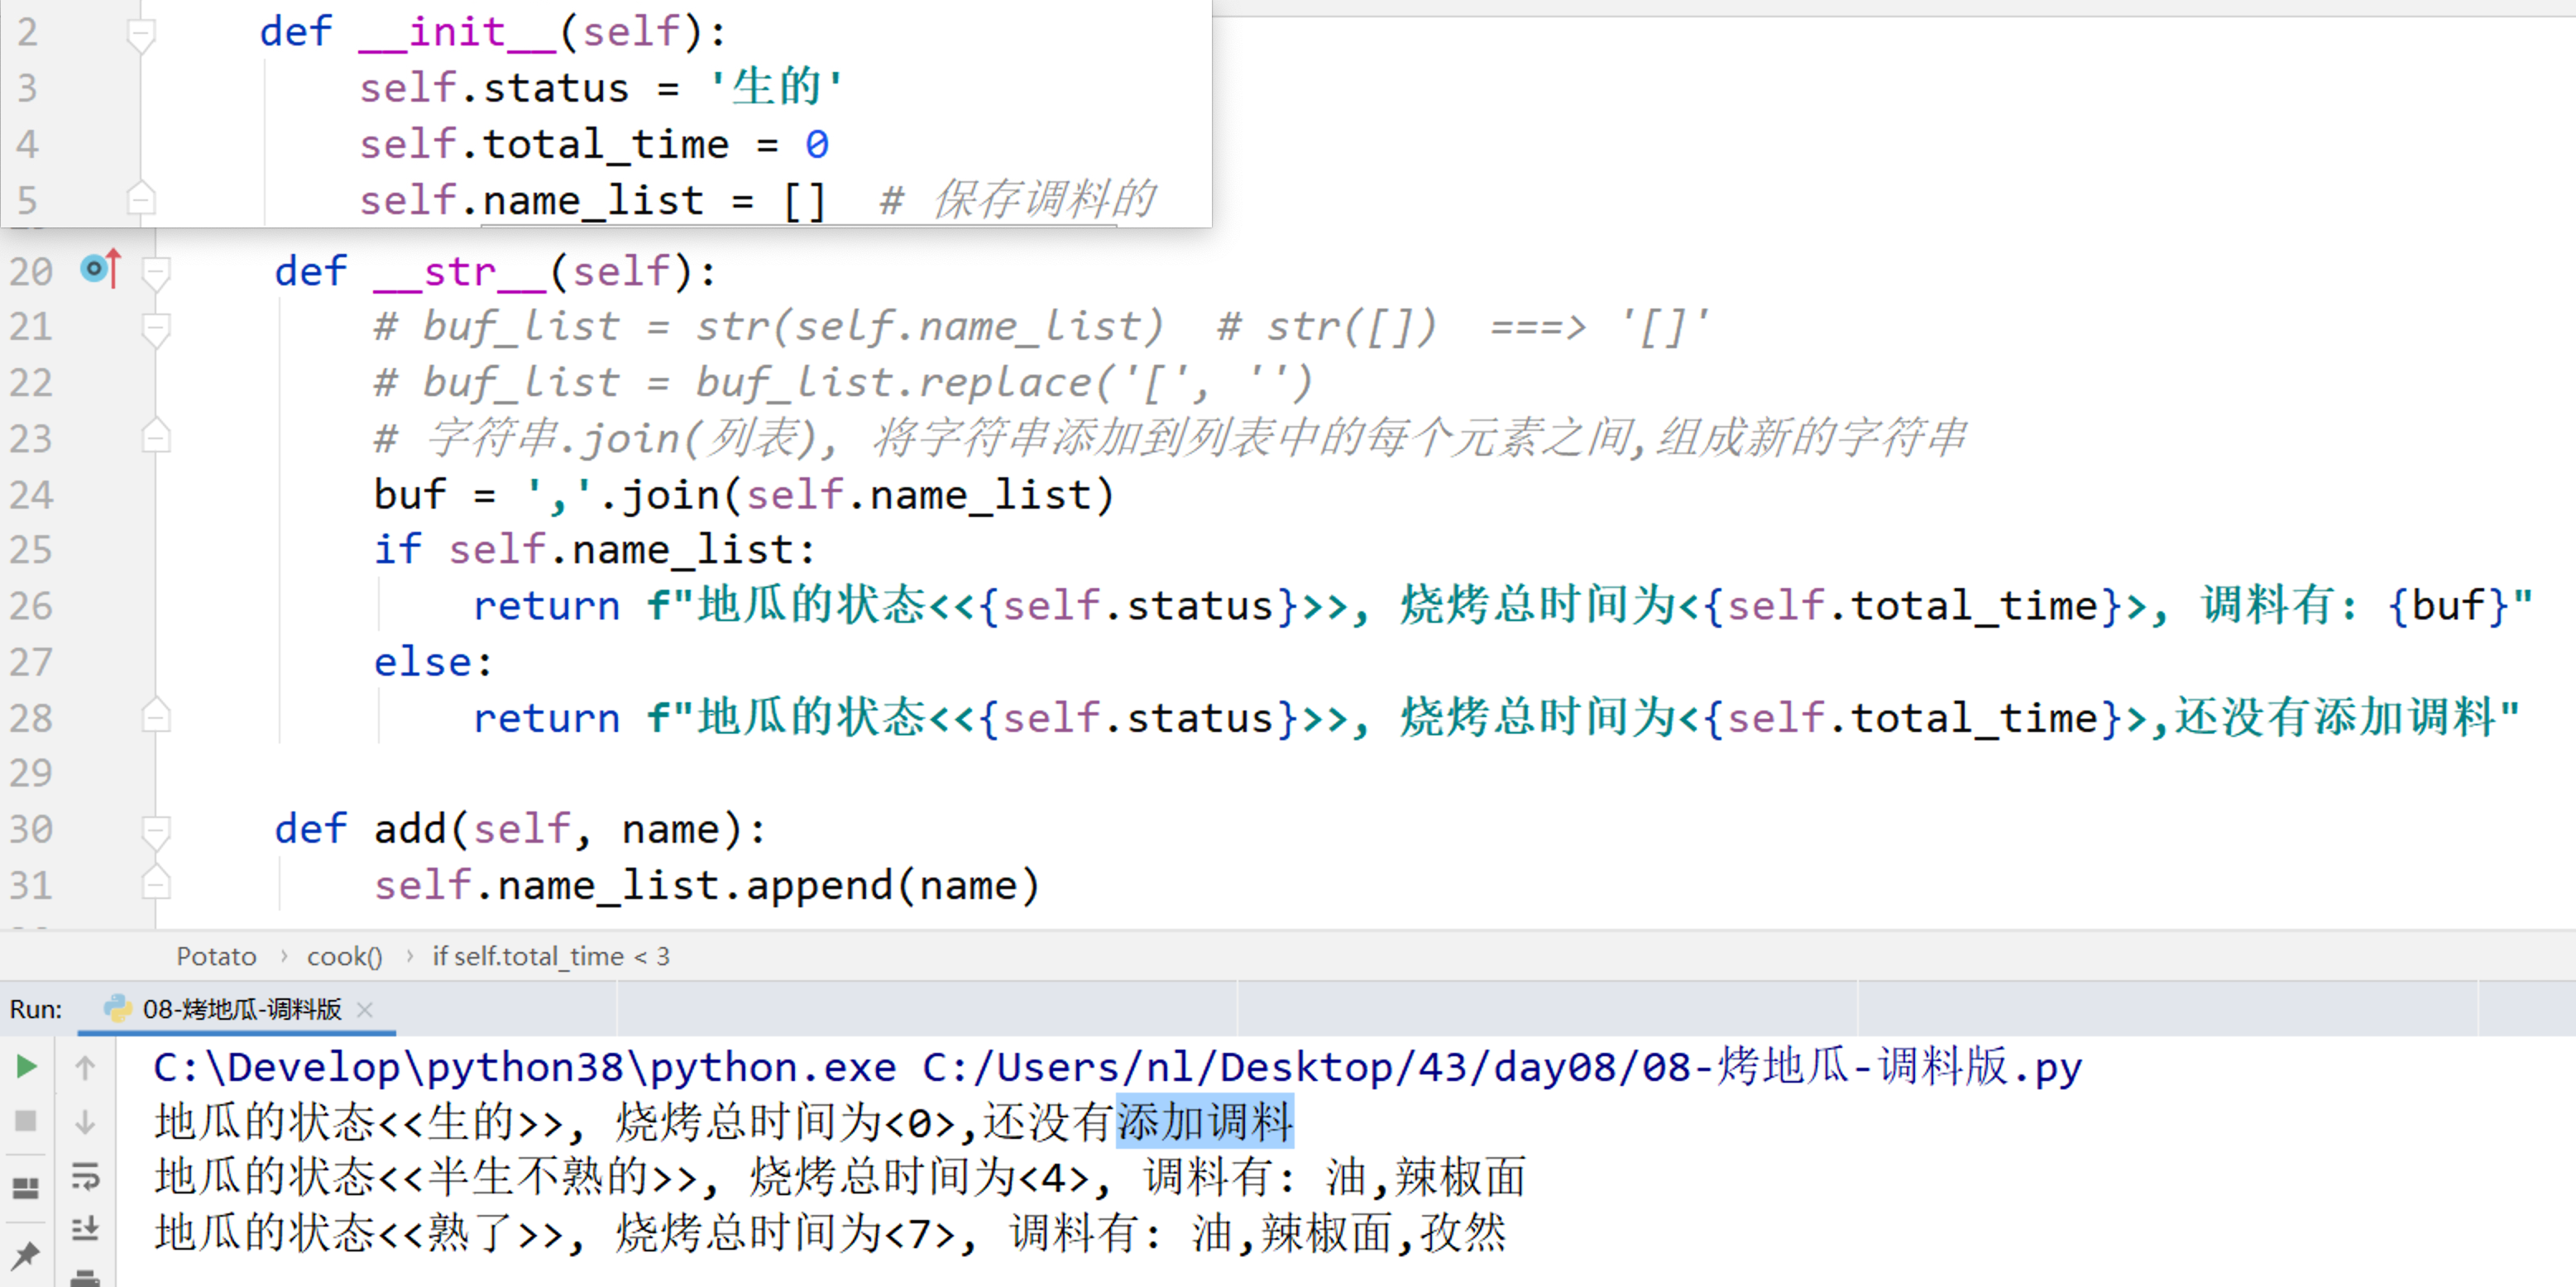 2 def __init__(self):
3 self.status = '生的'
4 self.total_time = 0
5 self.name_list = []  # 保存调料的
20 def __str__(self):
21 # buf_list = str(self.name_list)  # str([])  ===> '[]'
22 # buf_list = buf_list.replace('[', '')
23 # 字符串.join(列表), 将字符串添加到列表中的每个元素之间,组成新的字符串
24 buf = ','.join(self.name_list)
25 if self.name_list:
26 return f"地瓜的状态<<{self.status}>>, 烧烤总时间为<{self.total_time}>, 调料有: {buf}"
27 else:
28 return f"地瓜的状态<<{self.status}>>, 烧烤总时间为<{self.total_time}>,还没有添加调料"
29
30 def add(self, name):
31 self.name_list.append(name)
Potato › cook() › if self.total_time < 3
Run: 08-烤地瓜-调料版 ×
C:\Develop\python38\python.exe C:/Users/nl/Desktop/43/day08/08-烤地瓜-调料版.py
地瓜的状态<<生的>>, 烧烤总时间为<0>,还没有添加调料
地瓜的状态<<半生不熟的>>, 烧烤总时间为<4>, 调料有: 油,辣椒面
地瓜的状态<<熟了>>, 烧烤总时间为<7>, 调料有: 油,辣椒面,孜然